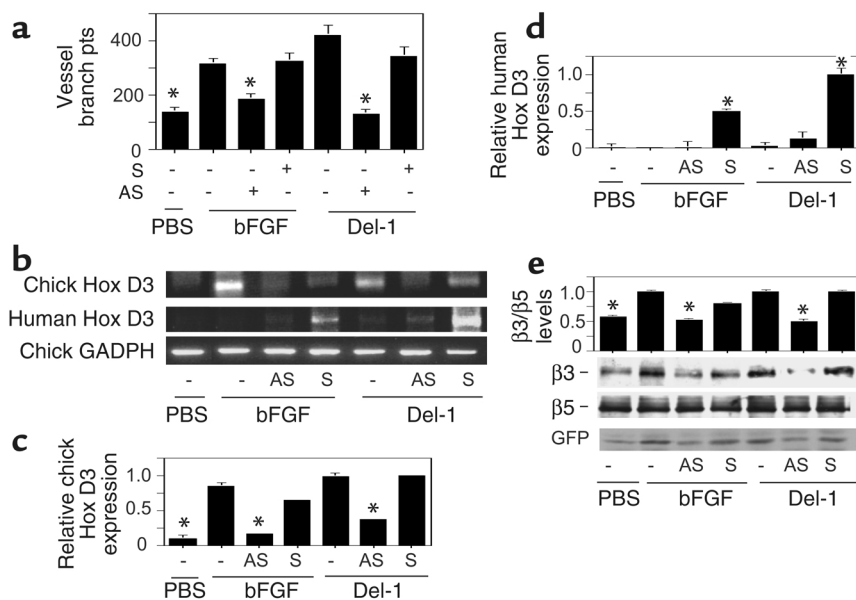 a
Vessel
branch pts
400
200
0
*
*
*
S - - - + - - +
AS - - + - - + -
PBS bFGF Del-1
b
Chick Hox D3
Human Hox D3
Chick GADPH
- - AS S - AS S
PBS bFGF Del-1
c
Relative chick
Hox D3
expression
1.0
0.5
0
*
*
*
- - AS S - AS S
PBS bFGF Del-1
d
Relative human
Hox D3
expression
1.0
0.5
0
*
*
- - AS S - AS S
PBS bFGF Del-1
e
β3/β5
levels
1.0
0.5
0
*
*
*
β3 –
β5 –
GFP
- - AS S - AS S
PBS bFGF Del-1